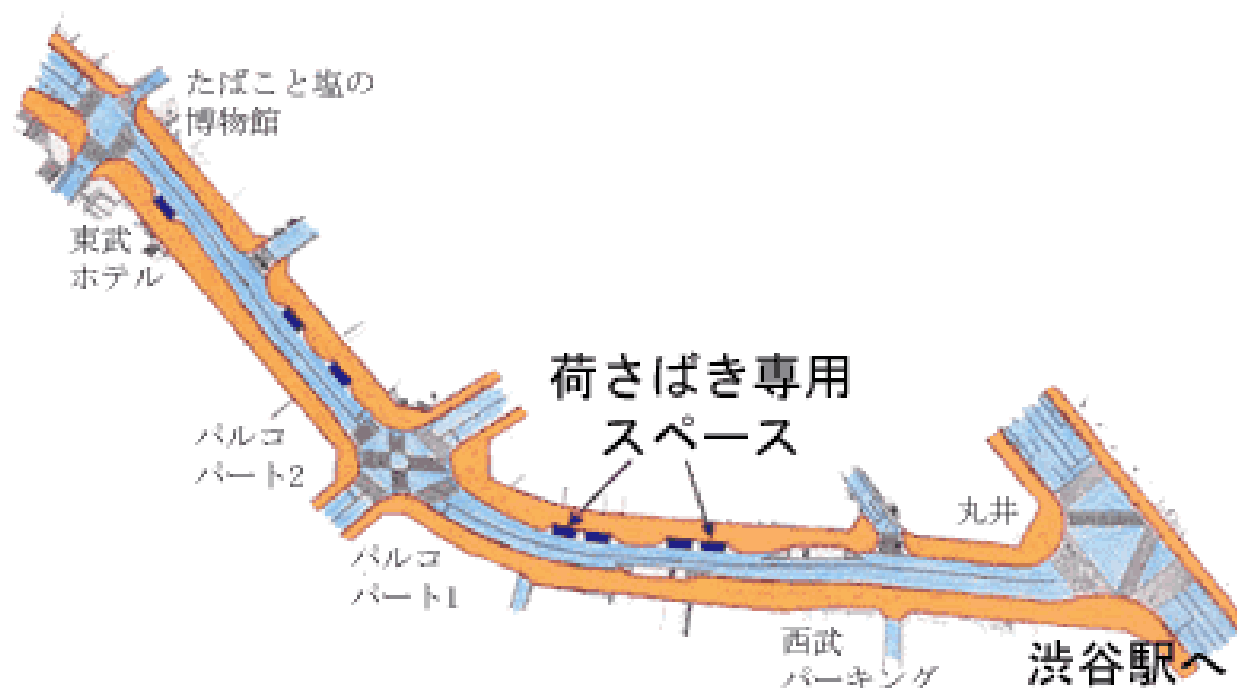 たばこと塩の
博物館
東武
ホテル
荷さばき専用
スペース
パルコ
パート2
丸井
パルコ
パート1
西武
パーキング
渋谷駅へ